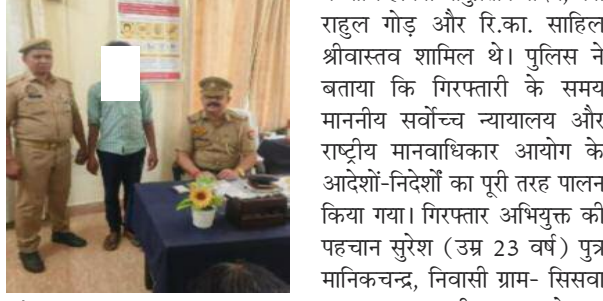 राहुल गोड़ और रि.का. साहिल
श्रीवास्तव शामिल थे। पुलिस ने
बताया कि गिरफ्तारी के समय
माननीय सर्वोच्च न्यायालय और
राष्ट्रीय मानवाधिकार आयोग के
आदेशों-निर्देशों का पूरी तरह पालन
किया गया। गिरफ्तार अभियुक्त की
पहचान सुरेश (उम्र 23 वर्ष) पुत्र
मानिकचन्द्र, निवासी ग्राम- सिसवा